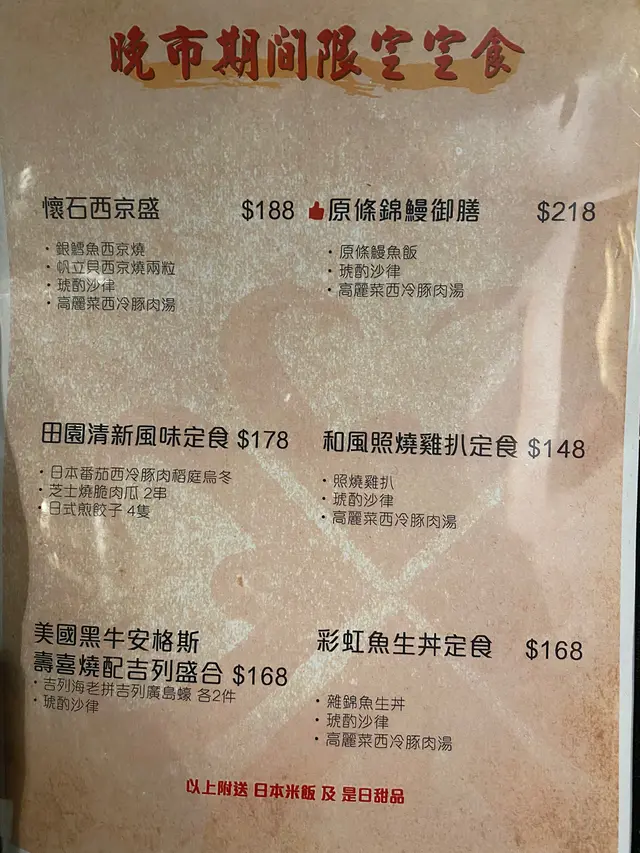 晚市期间限定定食
懷石西京盛 $188
・銀鱈魚西京燒
・帆立貝西京燒兩粒
・琥酌沙律
・高麗菜西冷豚肉湯
原條錦鰻御膳 $218
・原條鰻魚飯
・琥酌沙律
・高麗菜西冷豚肉湯
田園清新風味定食 $178
・日本番茄西冷豚肉稻庭烏冬
・芝士燒脆肉瓜 2串
・日式煎餃子 4隻
和風照燒雞扒定食 $148
・照燒雞扒
・琥酌沙律
・高麗菜西冷豚肉湯
美國黑牛安格斯
壽喜燒配吉列盛合 $168
・吉列海老拼吉列廣島蠔 各2件
・琥酌沙律
彩虹魚生丼定食 $168
・雜錦魚生丼
・琥酌沙律
・高麗菜西冷豚肉湯
以上附送 日本米飯 及 是日甜品